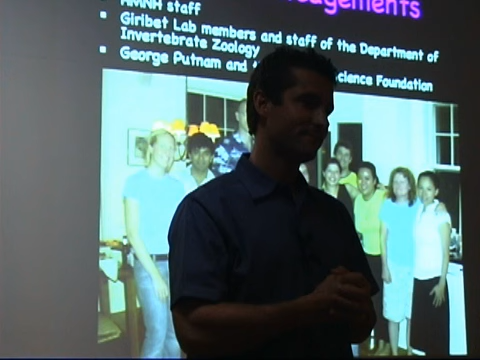 AMNH staff
Giribet Lab members and staff of the Department of
Invertebrate Zoology
George Putnam and Science Foundation